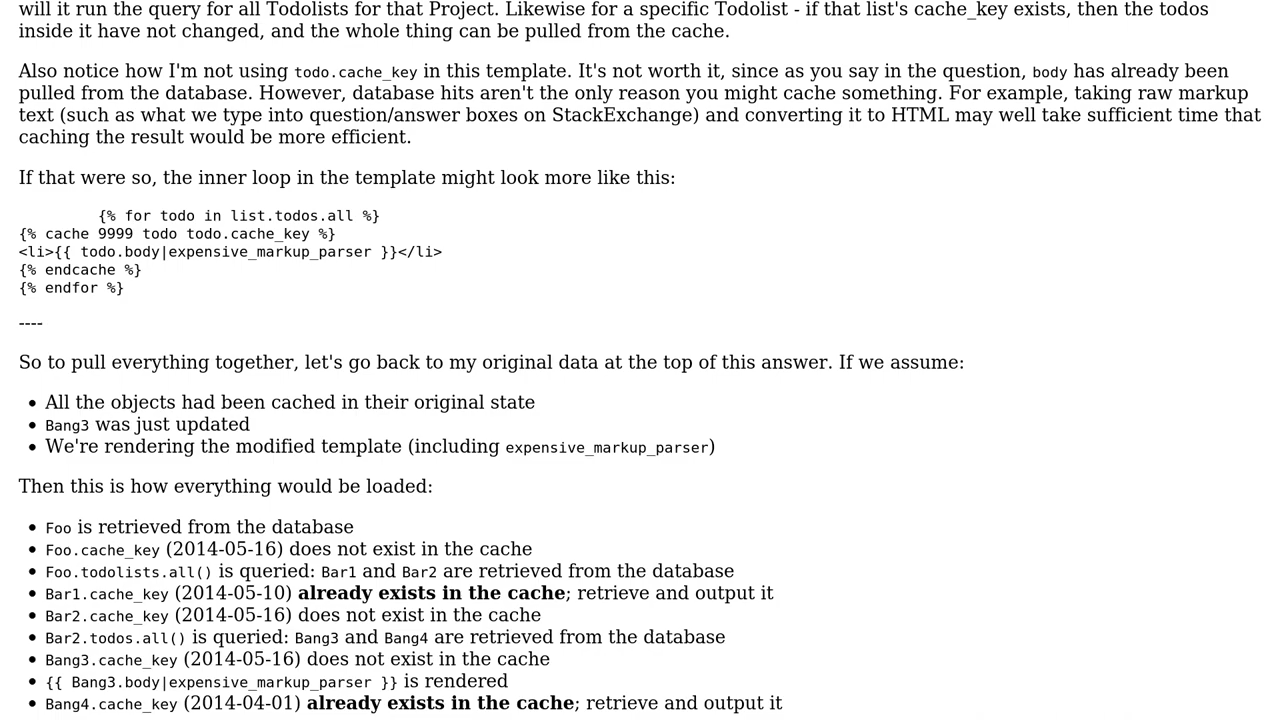 will it run the query for all Todolists for that Project. Likewise for a specific Todolist - if that list's cache_key exists, then the todos
inside it have not changed, and the whole thing can be pulled from the cache.
Also notice how I'm not using todo.cache_key in this template. It's not worth it, since as you say in the question, body has already been
pulled from the database. However, database hits aren't the only reason you might cache something. For example, taking raw markup
text (such as what we type into question/answer boxes on StackExchange) and converting it to HTML may well take sufficient time that
caching the result would be more efficient.
If that were so, the inner loop in the template might look more like this:
{% for todo in list.todos.all %}
{% cache 9999 todo todo.cache_key %}
<li>{{ todo.body|expensive_markup_parser }}</li>
{% endcache %}
{% endfor %}
----
So to pull everything together, let's go back to my original data at the top of this answer. If we assume:
• All the objects had been cached in their original state
• Bang3 was just updated
• We're rendering the modified template (including expensive_markup_parser)
Then this is how everything would be loaded:
• Foo is retrieved from the database
• Foo.cache_key (2014-05-16) does not exist in the cache
• Foo.todolists.all() is queried: Bar1 and Bar2 are retrieved from the database
• Bar1.cache_key (2014-05-10) already exists in the cache; retrieve and output it
• Bar2.cache_key (2014-05-16) does not exist in the cache
• Bar2.todos.all() is queried: Bang3 and Bang4 are retrieved from the database
• Bang3.cache_key (2014-05-16) does not exist in the cache
• {{ Bang3.body|expensive_markup_parser }} is rendered
• Bang4.cache_key (2014-04-01) already exists in the cache; retrieve and output it